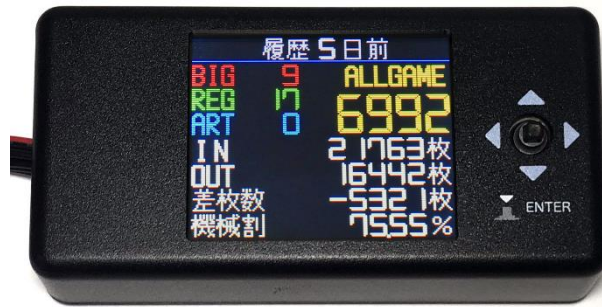 履歴 5日前
BIG 9 ALLGAME
REG 17 6992
ART 0
IN 21763枚
OUT 16442枚
差枚数 -5321枚
機械割 75.55%
ENTER